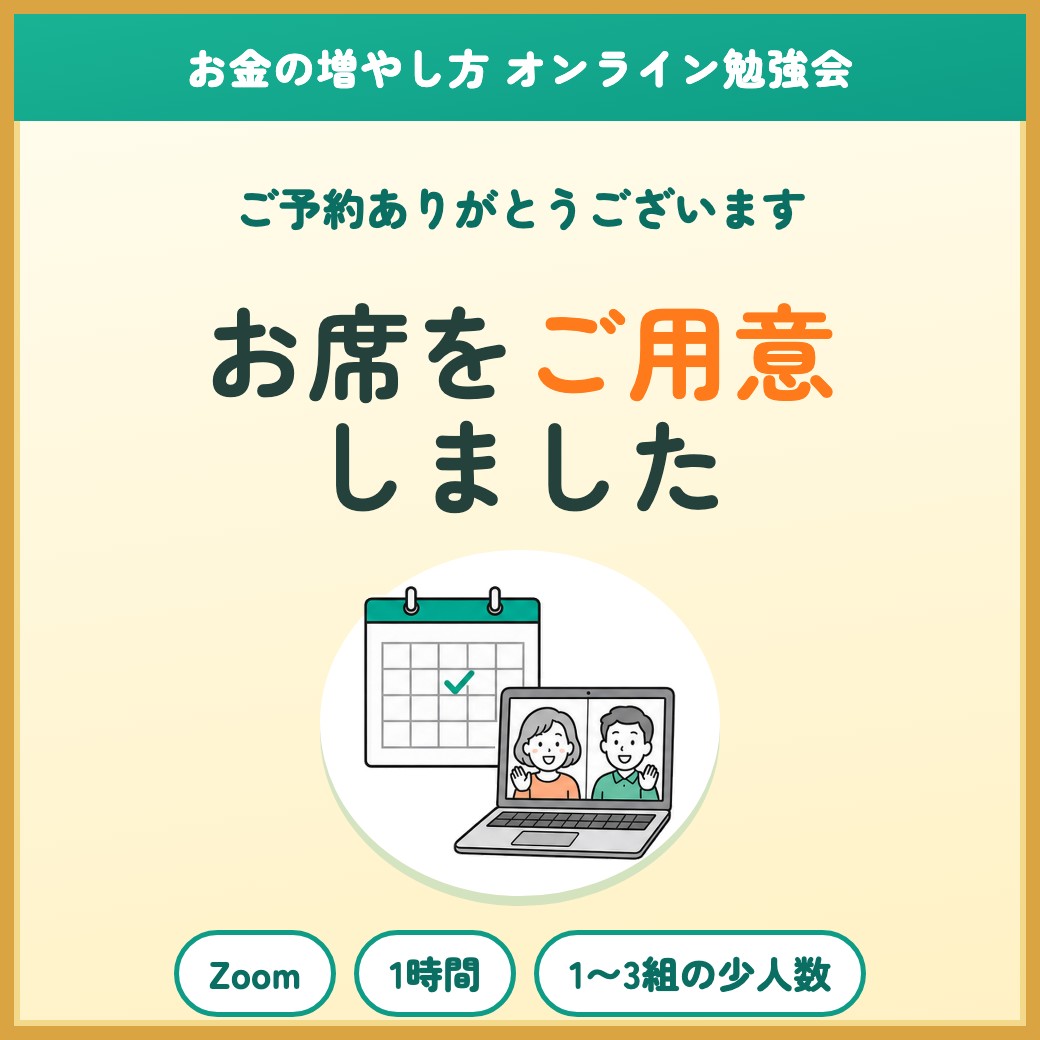 お金の増やし方 オンライン勉強会
ご予約ありがとうございます
お席をご用意
しました
Zoom
1時間
1〜3組の少人数